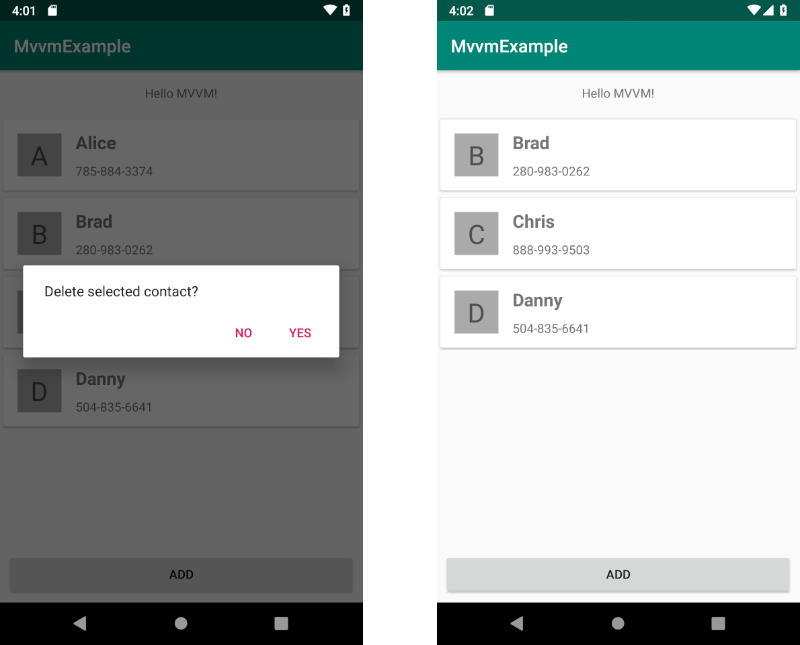 4:01
MvvmExample
Hello MVVM!
A
Alice
785-884-3374
B
Brad
280-983-0262
Delete selected contact?
NO YES
D
Danny
504-835-6641
ADD
4:02
MvvmExample
Hello MVVM!
B
Brad
280-983-0262
C
Chris
888-993-9503
D
Danny
504-835-6641
ADD